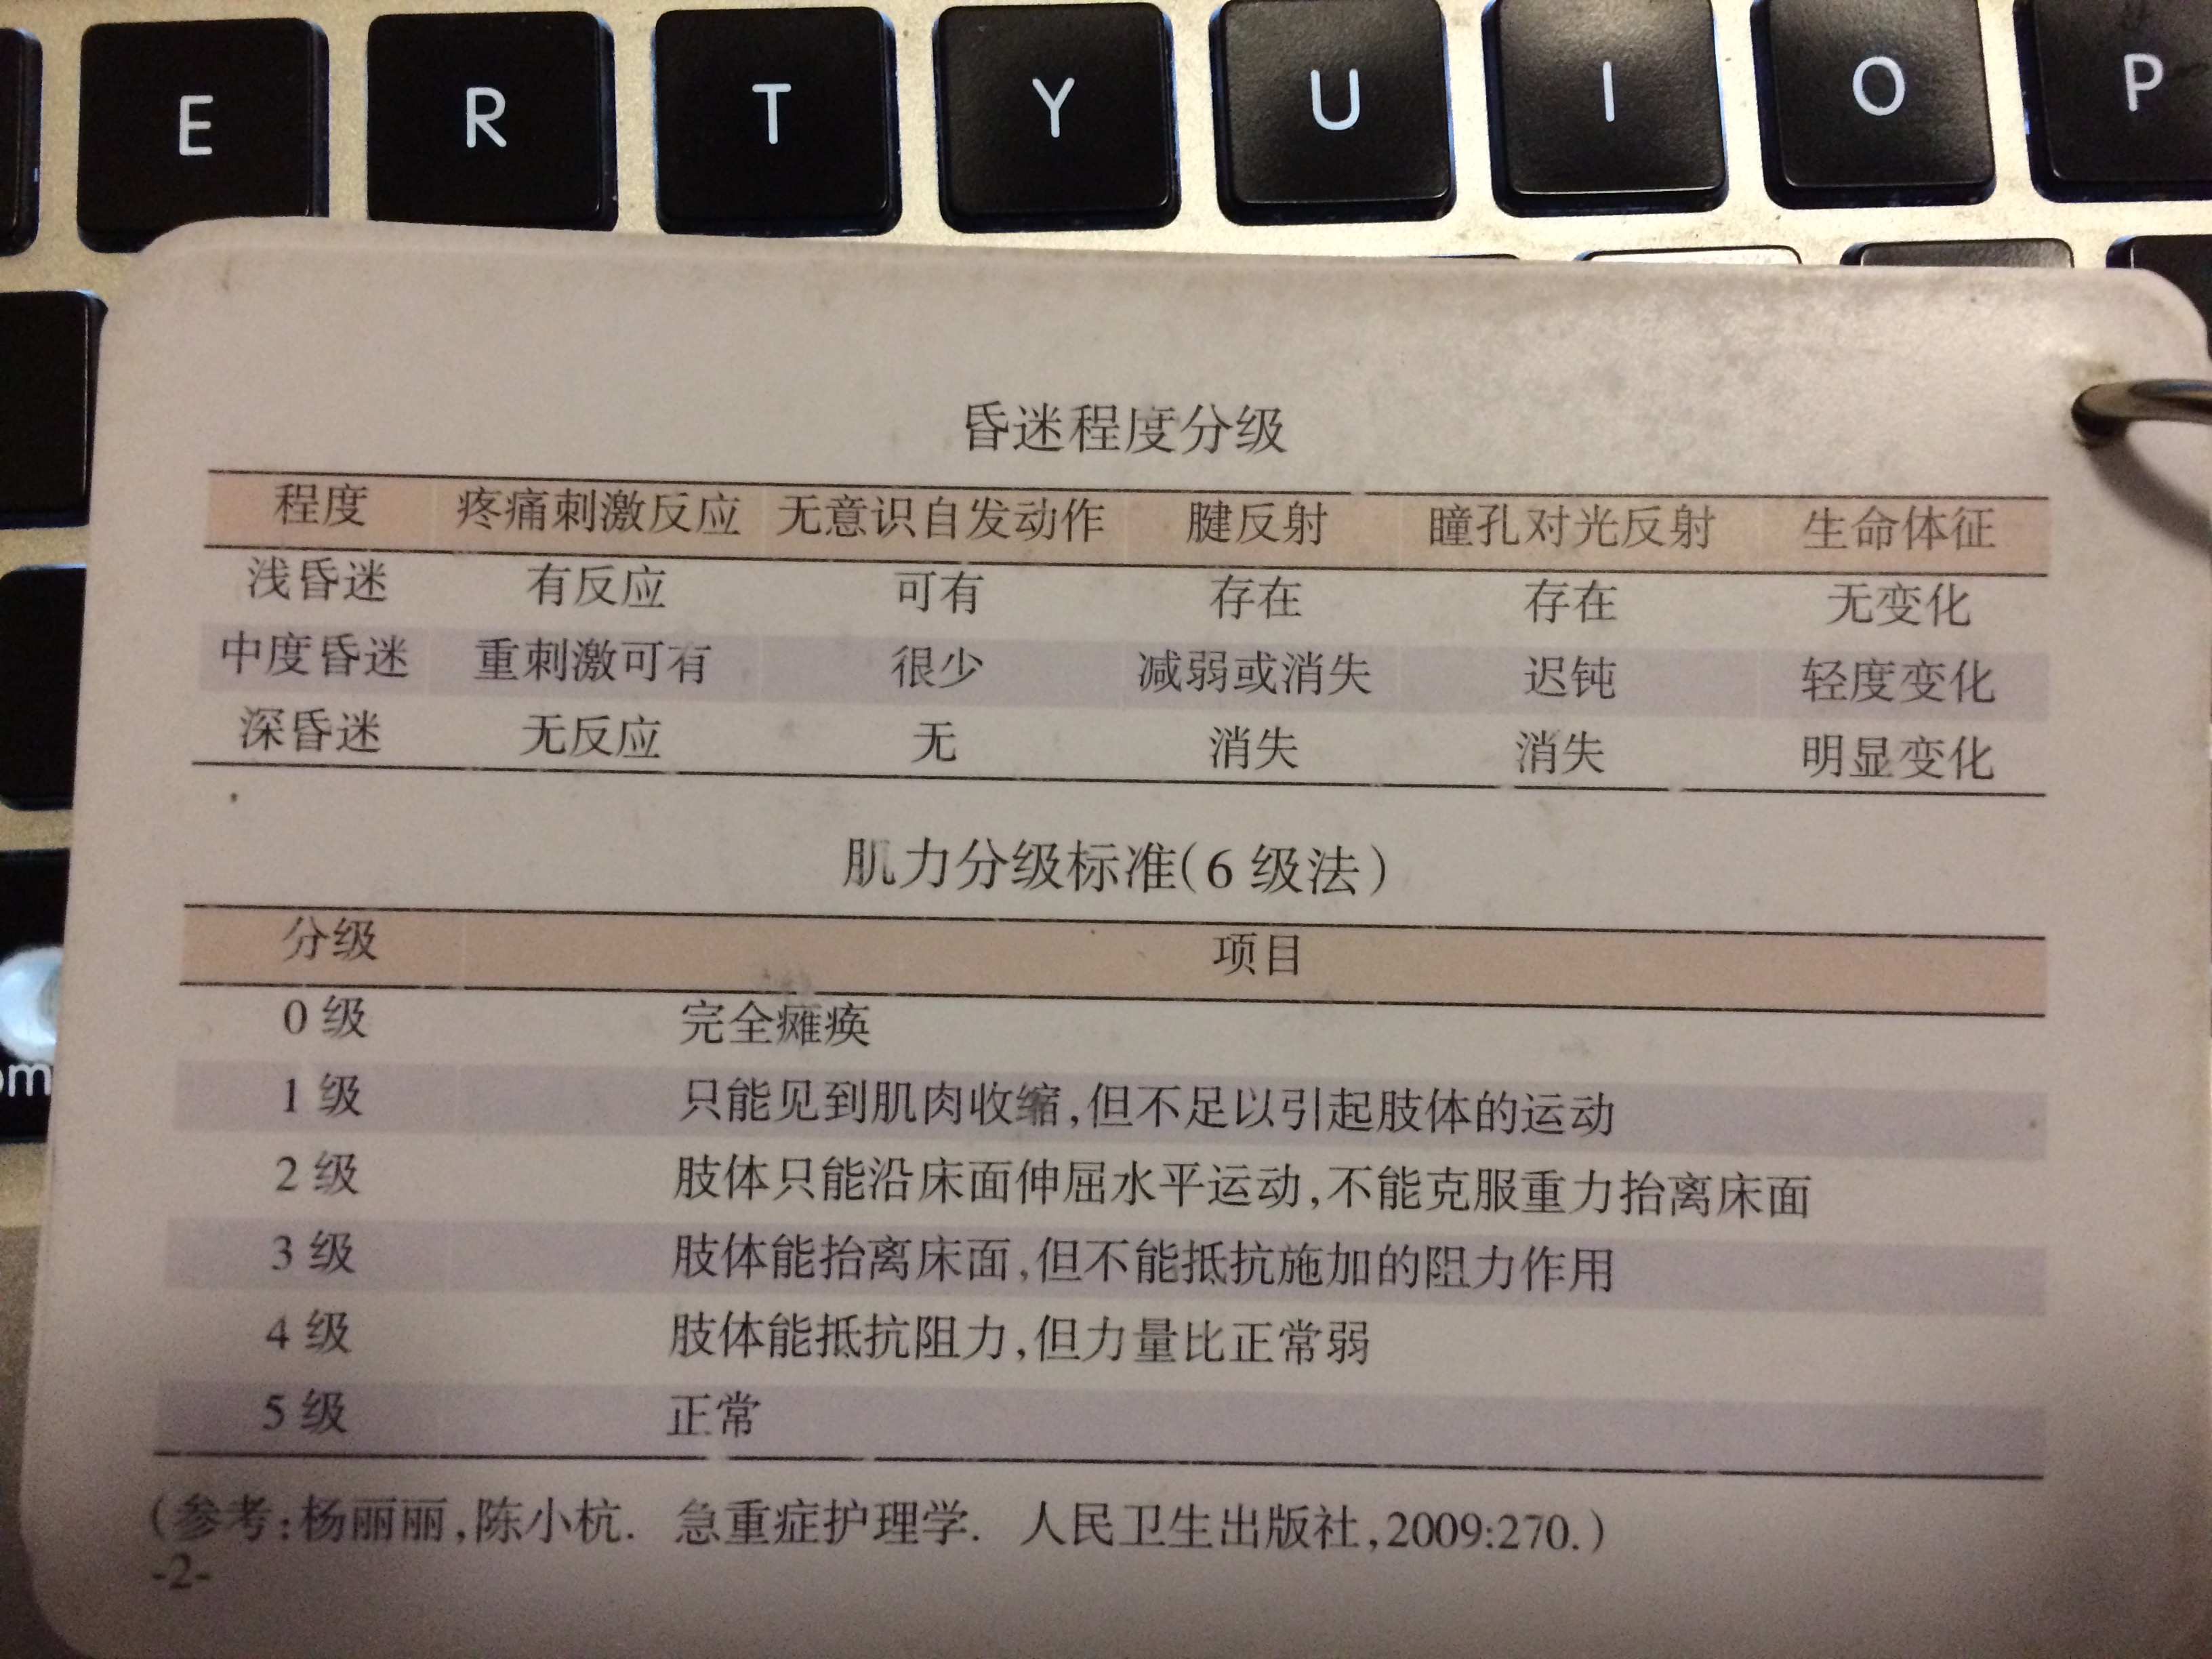 E R T Y U I O P
昏迷程度分级
程度 疼痛刺激反应 无意识自发动作 腱反射 瞳孔对光反射 生命体征
浅昏迷 有反应 可有 存在 存在 无变化
中度昏迷 重刺激可有 很少 减弱或消失 迟钝 轻度变化
深昏迷 无反应 无 消失 消失 明显变化
肌力分级标准(6 级法)
分级 项目
0 级 完全瘫痪
1 级 只能见到肌肉收缩,但不足以引起肢体的运动
2 级 肢体只能沿床面伸屈水平运动,不能克服重力抬离床面
3 级 肢体能抬离床面,但不能抵抗施加的阻力作用
4 级 肢体能抵抗阻力,但力量比正常弱
5 级 正常
(参考:杨丽丽,陈小杭. 急重症护理学. 人民卫生出版社,2009:270.)
-2-